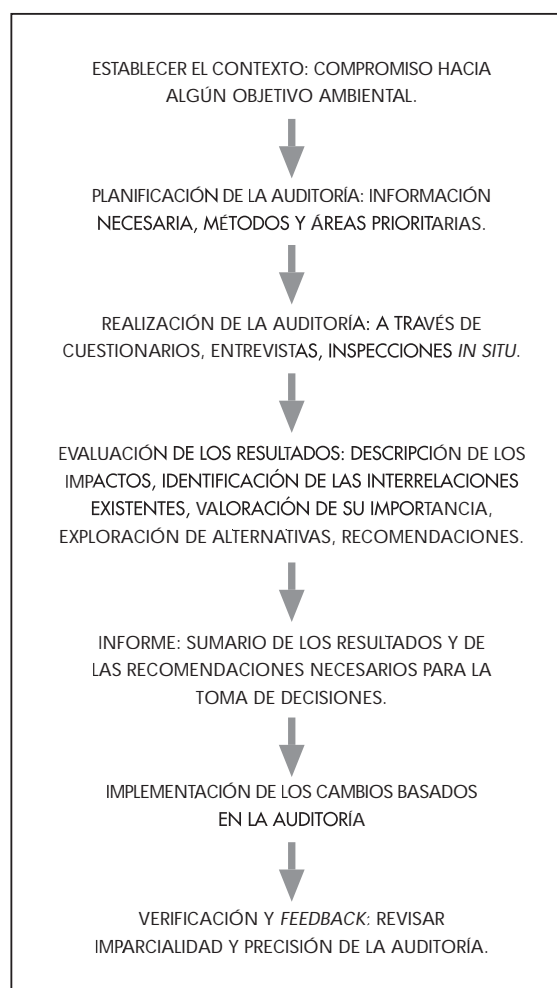 ESTABLECER EL CONTEXTO: COMPROMISO HACIA
ALGÚN OBJETIVO AMBIENTAL.
PLANIFICACIÓN DE LA AUDITORÍA: INFORMACIÓN
NECESARIA, MÉTODOS Y ÁREAS PRIORITARIAS.
REALIZACIÓN DE LA AUDITORÍA: A TRAVÉS DE
CUESTIONARIOS, ENTREVISTAS, INSPECCIONES IN SITU.
EVALUACIÓN DE LOS RESULTADOS: DESCRIPCIÓN DE LOS
IMPACTOS, IDENTIFICACIÓN DE LAS INTERRELACIONES
EXISTENTES, VALORACIÓN DE SU IMPORTANCIA,
EXPLORACIÓN DE ALTERNATIVAS, RECOMENDACIONES.
INFORME: SUMARIO DE LOS RESULTADOS Y DE
LAS RECOMENDACIONES NECESARIOS PARA LA
TOMA DE DECISIONES.
IMPLEMENTACIÓN DE LOS CAMBIOS BASADOS
EN LA AUDITORÍA
VERIFICACIÓN Y FEEDBACK: REVISAR
IMPARCIALIDAD Y PRECISIÓN DE LA AUDITORÍA.